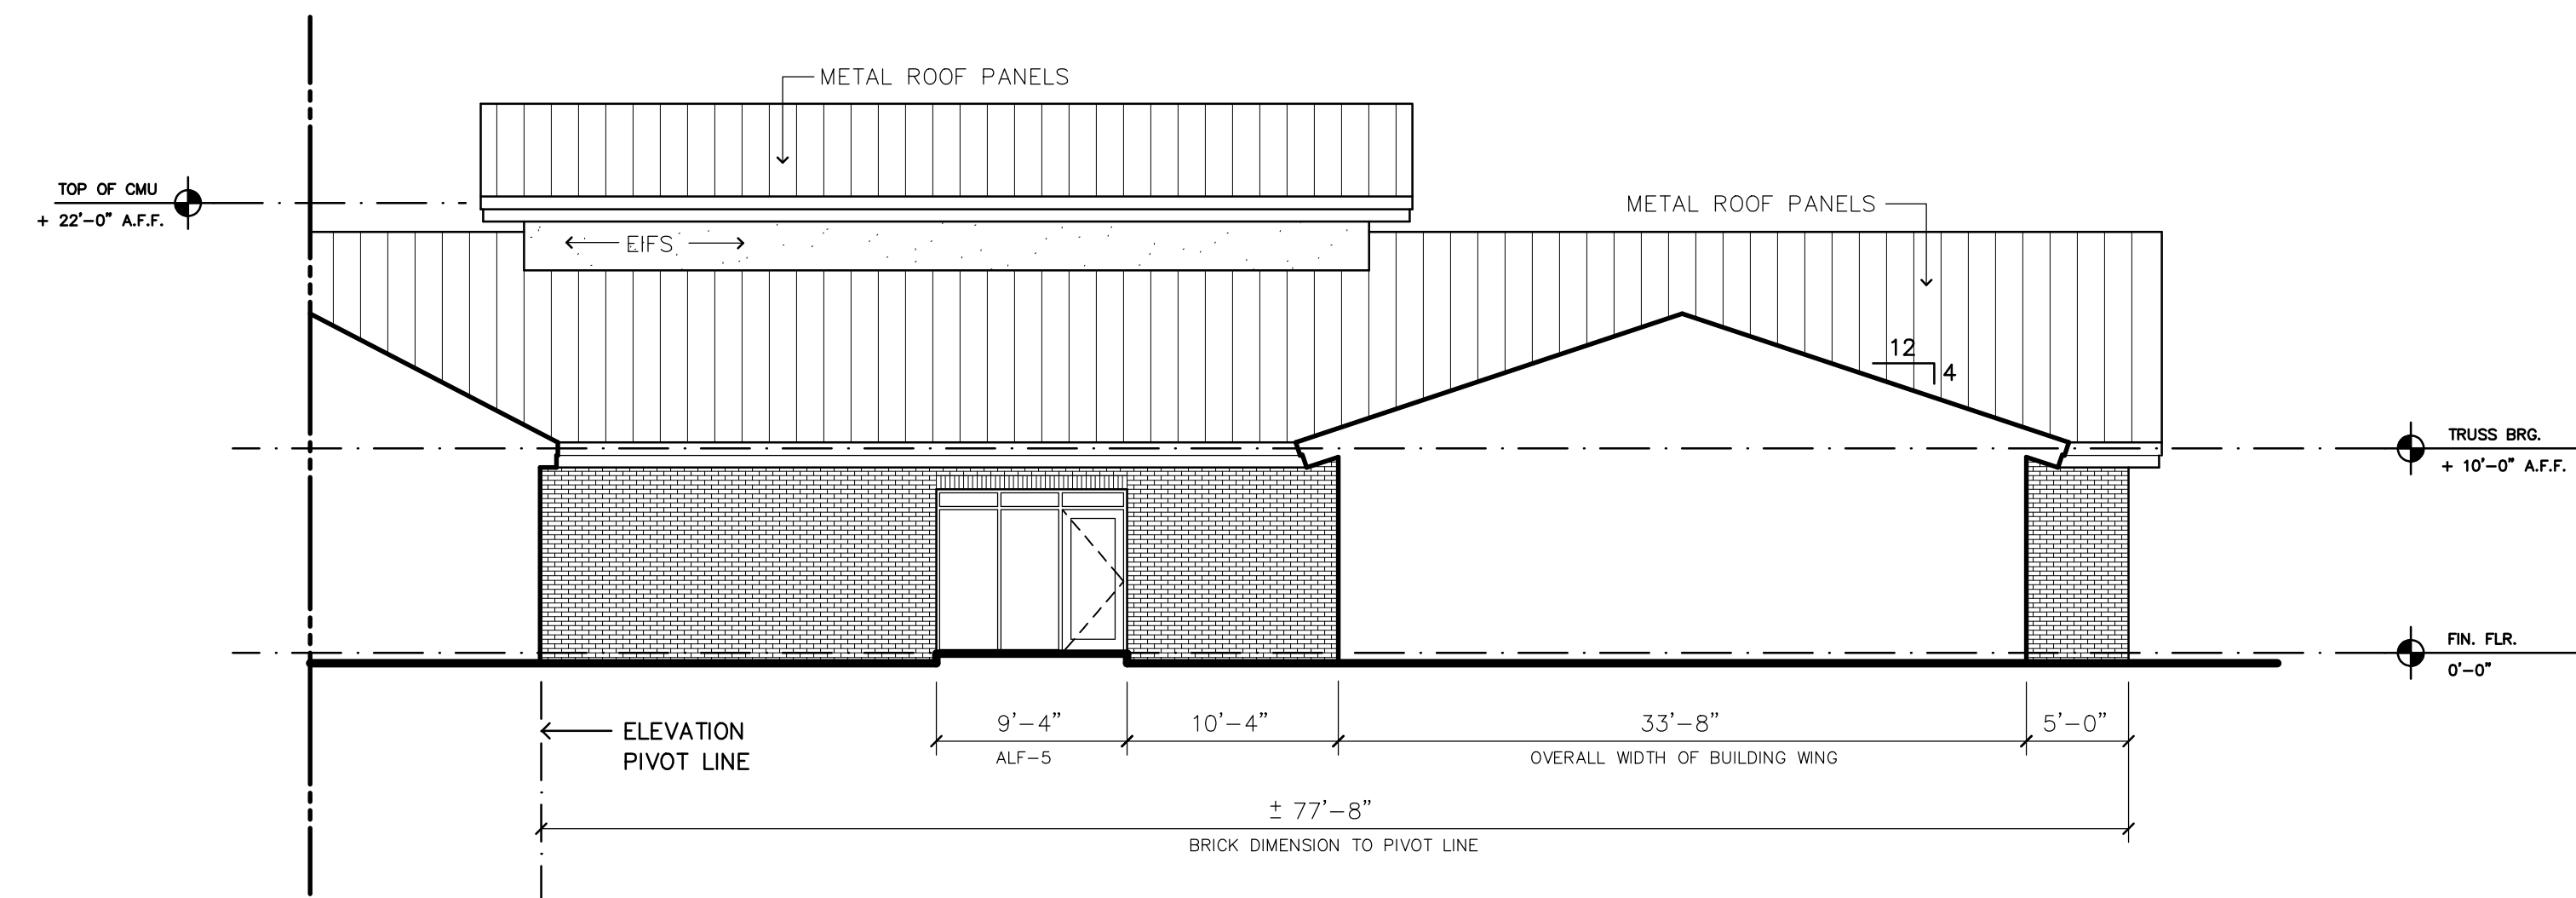 METAL ROOF PANELS
TOP OF CMU
+ 22'-0" A.F.F.
METAL ROOF PANELS
EIFS
12
4
TRUSS BRG.
+ 10'-0" A.F.F.
FIN. FLR.
0'-0"
ELEVATION
PIVOT LINE
9'-4"
ALF-5
10'-4"
33'-8"
OVERALL WIDTH OF BUILDING WING
5'-0"
± 77'-8"
BRICK DIMENSION TO PIVOT LINE